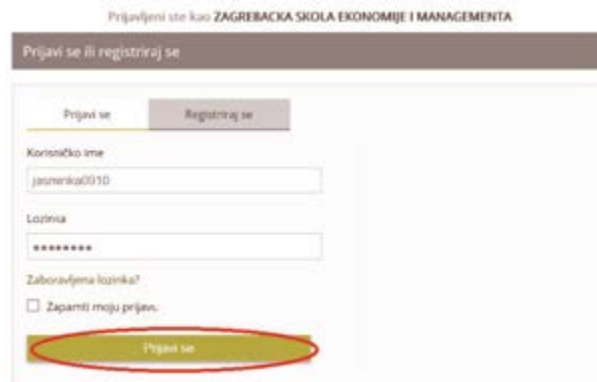 Prijavljeni ste kao ZAGREBACKA SKOLA EKONOMIJE I MANAGEMENTA
Prijavi se ili registriraj se
Prijavi se
Registriraj se
Korisničko ime
jasminka0910
Lozinka
●●●●●●●●
Zaboravljena lozinka?
Zapamti moju prijavu
Prijavi se